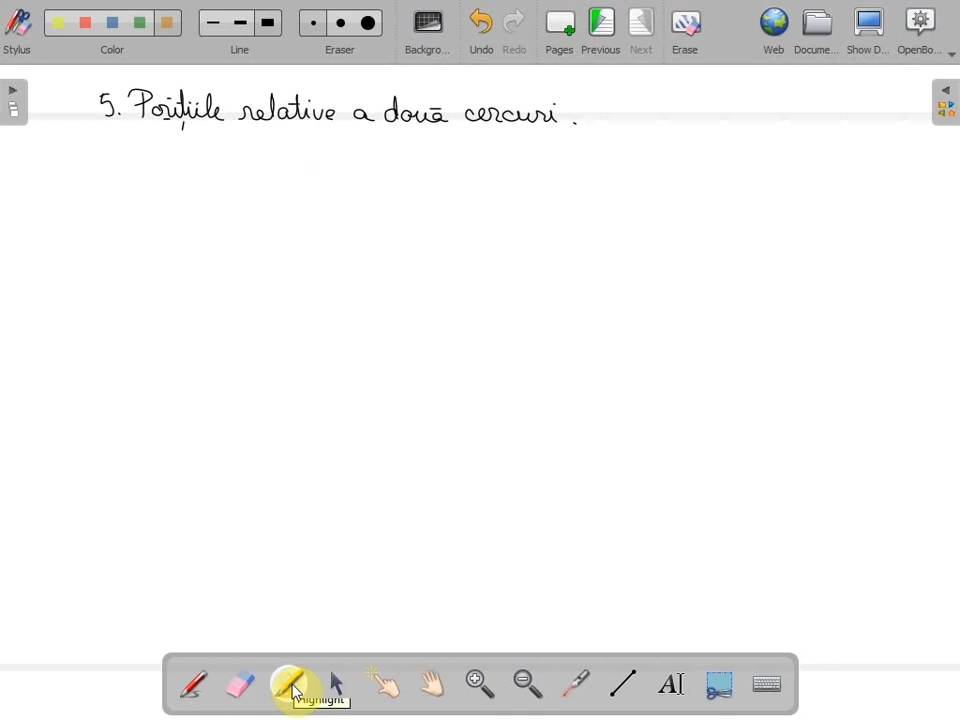 Stylus
Color
Line
Eraser
Backgro...
Undo
Redo
Pages
Previous
Next
Erase
Web
Docume...
Show D...
OpenBo...
5. Pozițiile relative a două cercuri.
Highlight